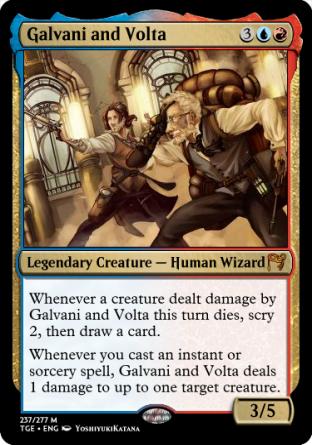 Galvani and Volta 3
Legendary Creature — Human Wizard
Whenever a creature dealt damage by
Galvani and Volta this turn dies, scry
2, then draw a card.
Whenever you cast an instant or
sorcery spell, Galvani and Volta deals
1 damage to up to one target creature.
3/5
237/277 M
TGE • ENG YoshiyukiKatana